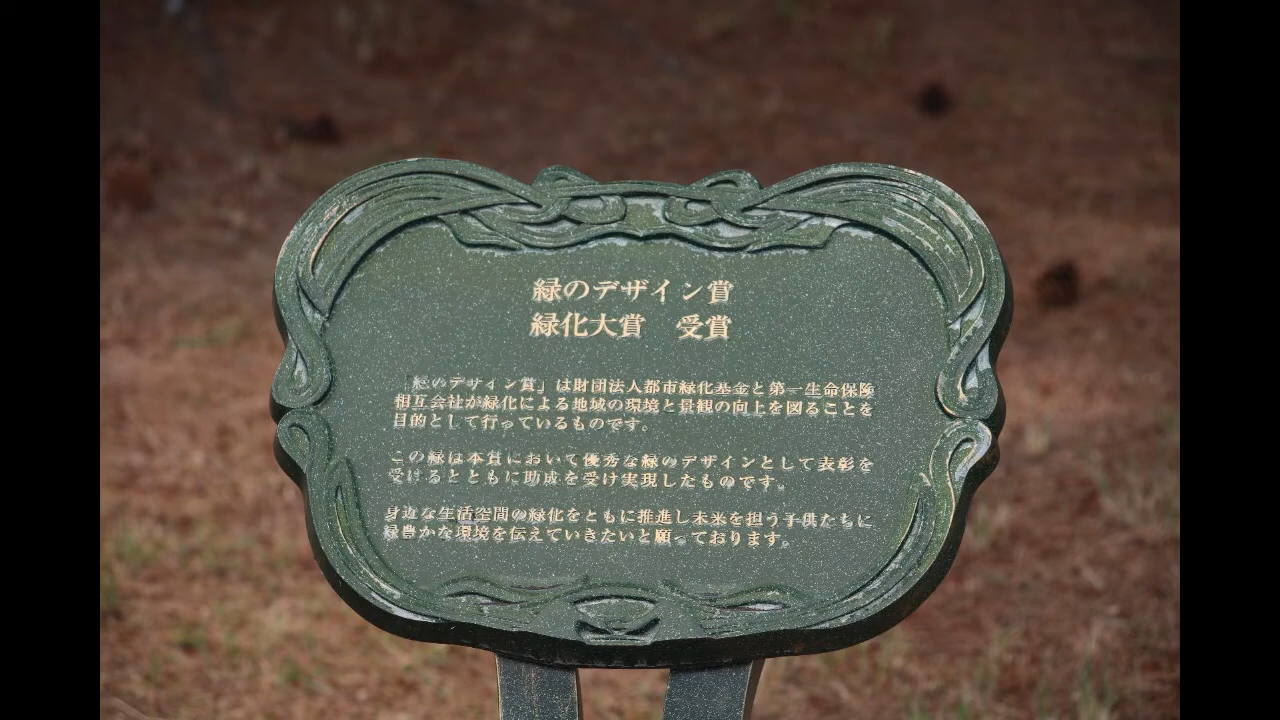 緑のデザイン賞
緑化大賞　受賞
「緑のデザイン賞」は財団法人都市緑化基金と第一生命保険
相互会社が緑化による地域の環境と景観の向上を図ることを
目的として行っているものです。
この緑は本賞において優秀な緑のデザインとして表彰を
受けるとともに助成を受け実現したものです。
身近な生活空間の緑化をともに推進し未来を担う子供たちに
緑豊かな環境を伝えていきたいと願っております。